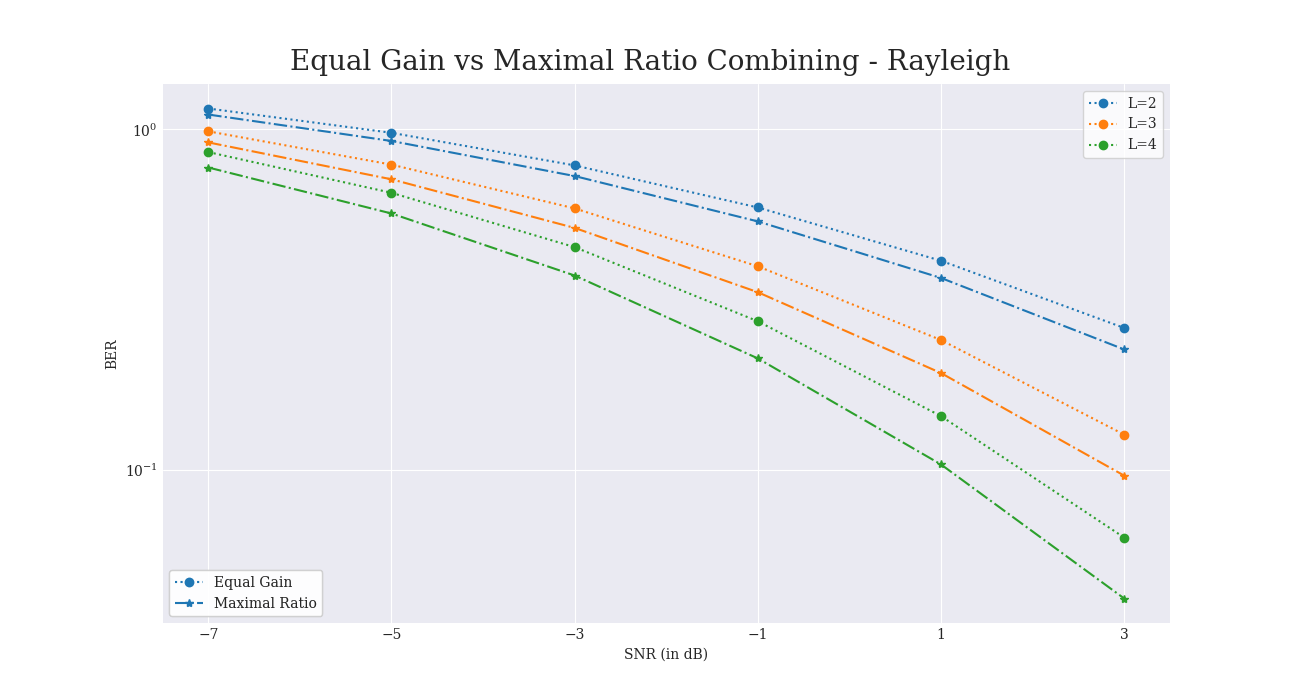 Equal Gain vs Maximal Ratio Combining - Rayleigh
L=2
L=3
L=4
10⁰
10⁻¹
BER
Equal Gain
Maximal Ratio
−7 −5 −3 −1 1 3
SNR (in dB)